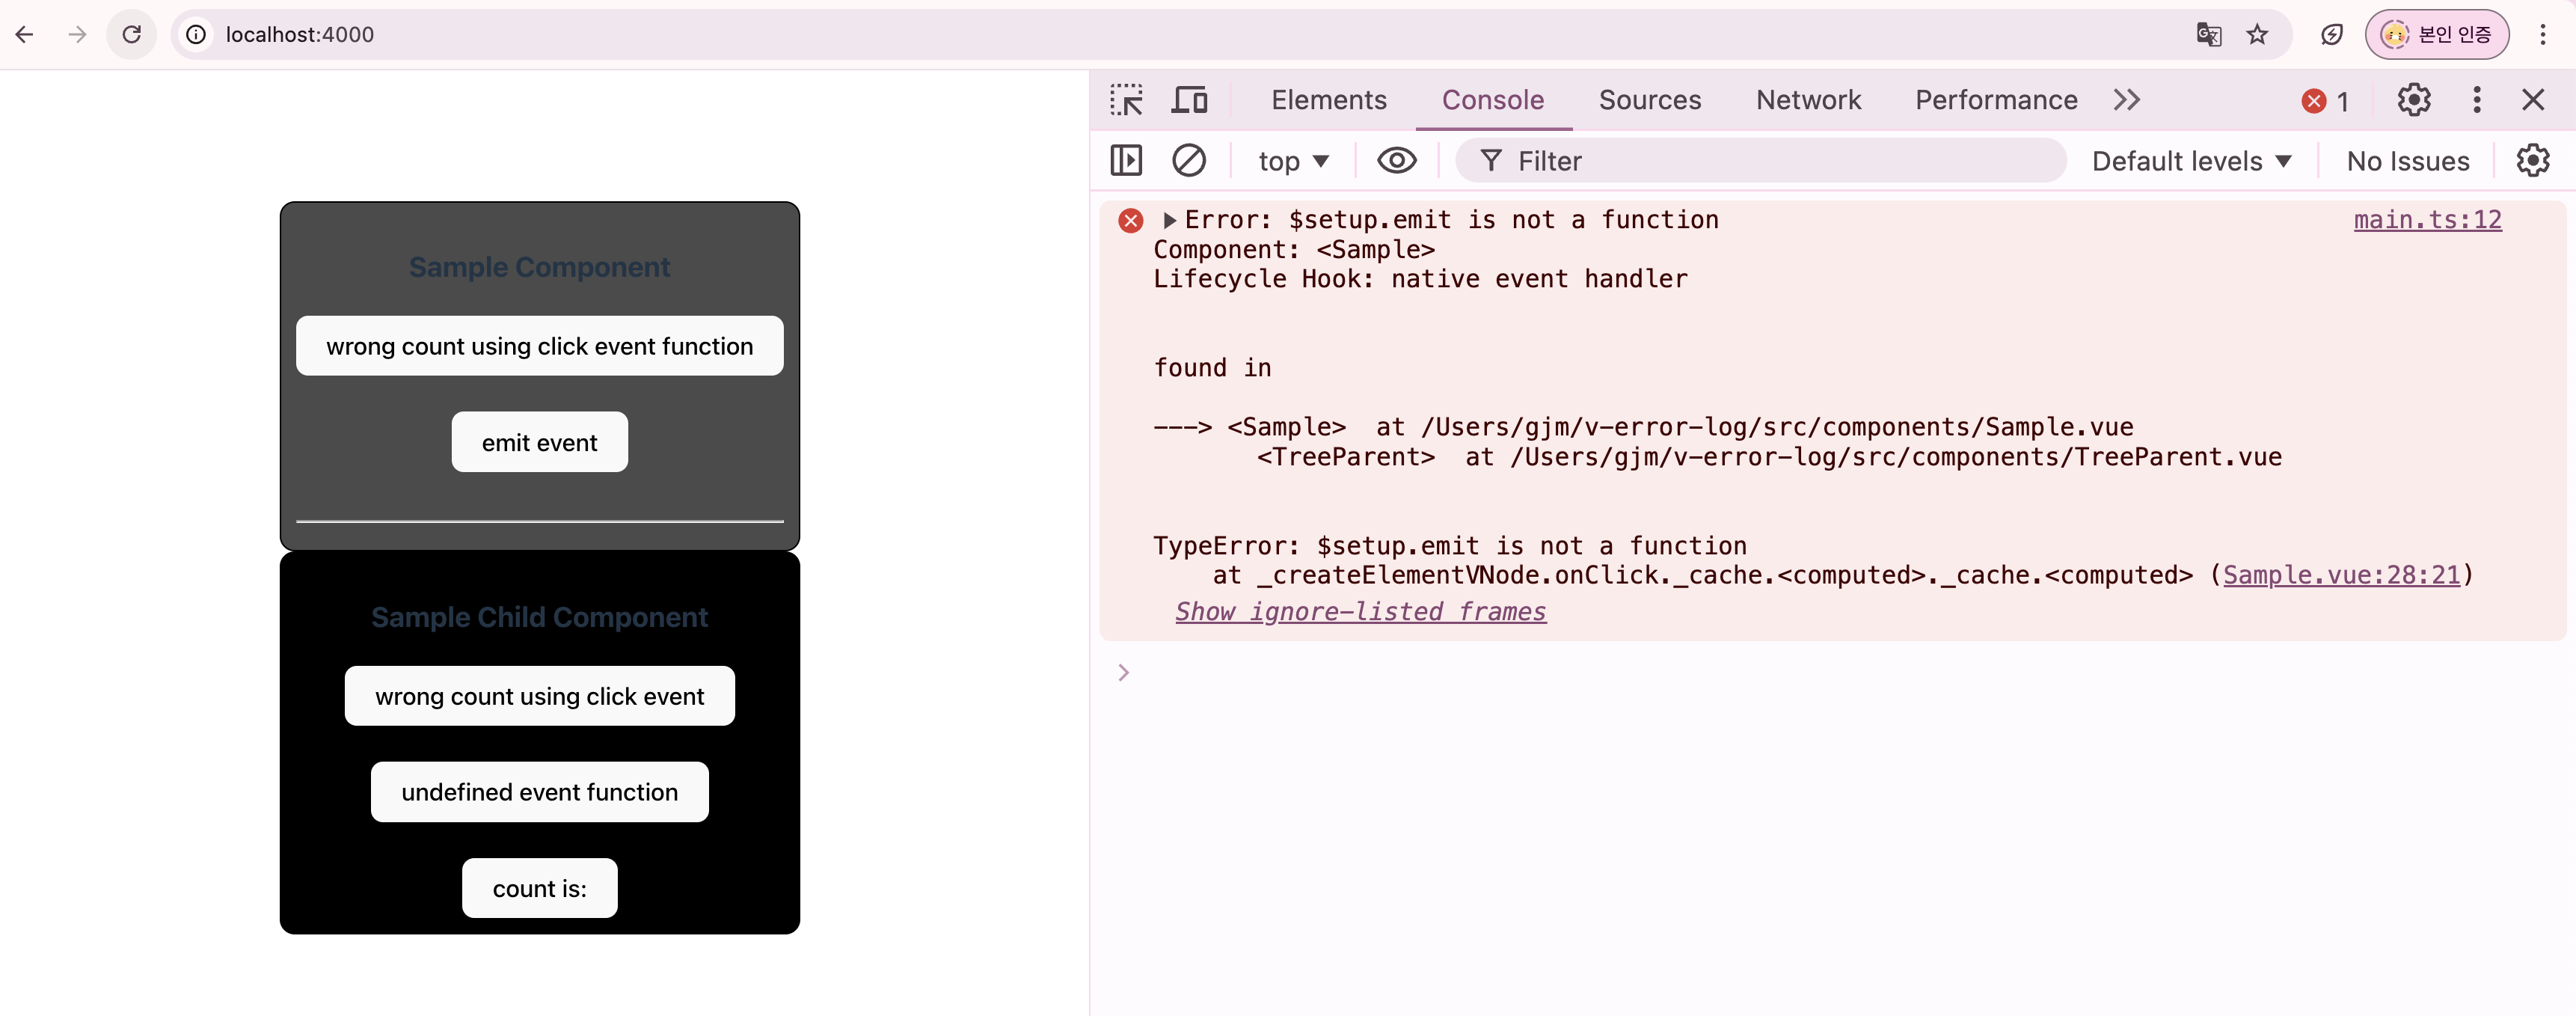 localhost:4000
본인 인증
Sample Component
wrong count using click event function
emit event
Sample Child Component
wrong count using click event
undefined event function
count is:
Elements Console Sources Network Performance 1
top Filter Default levels No Issues
Error: $setup.emit is not a function main.ts:12
Component: <Sample>
Lifecycle Hook: native event handler
found in
---> <Sample> at /Users/gjm/v-error-log/src/components/Sample.vue
<TreeParent> at /Users/gjm/v-error-log/src/components/TreeParent.vue
TypeError: $setup.emit is not a function
at _createElementVNode.onClick._cache.<computed>._cache.<computed> (Sample.vue:28:21)
Show ignore-listed frames